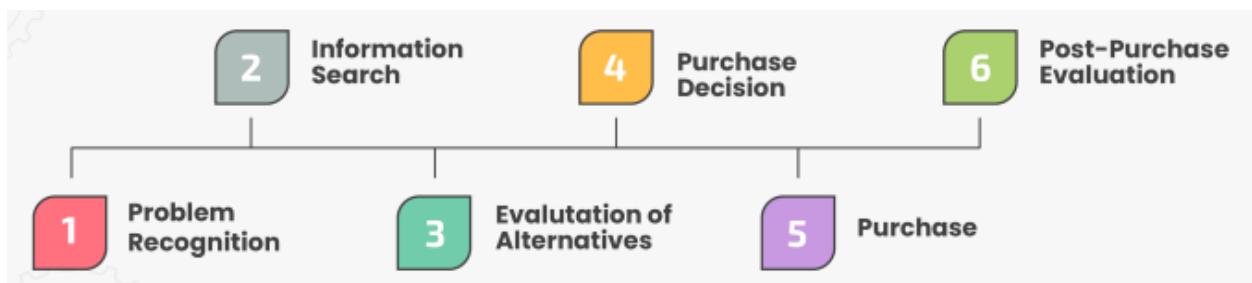 1
Problem
Recognition
2
Information
Search
3
Evalutation of
Alternatives
4
Purchase
Decision
5
Purchase
6
Post-Purchase
Evaluation